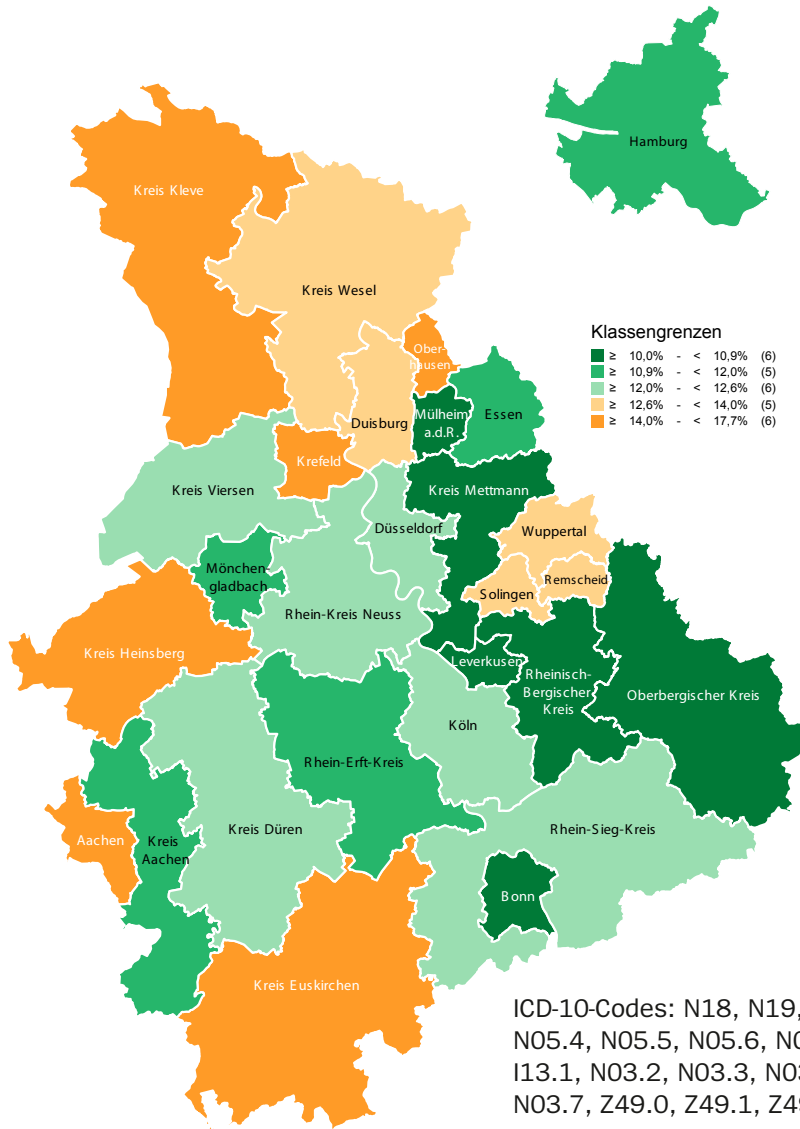 Hamburg
Kreis Kleve
Kreis Wesel
Klassengrenzen
≥ 10,0% - < 10,9% (6)
≥ 10,9% - < 12,0% (5)
≥ 12,0% - < 12,6% (6)
≥ 12,6% - < 14,0% (5)
≥ 14,0% - < 17,7% (6)
Ober-
hausen
Mülheim
a.d.R.
Essen
Duisburg
Krefeld
Kreis Viersen
Kreis Mettmann
Düsseldorf
Wuppertal
Mönchen-
gladbach
Remscheid
Solingen
Rhein-Kreis Neuss
Kreis Heinsberg
Leverkusen
Rheinisch-
Bergischer
Kreis
Oberbergischer Kreis
Köln
Rhein-Erft-Kreis
Kreis Düren
Rhein-Sieg-Kreis
Aachen
Kreis
Aachen
Bonn
Kreis Euskirchen
ICD-10-Codes: N18, N19,
N05.4, N05.5, N05.6, N0
I13.1, N03.2, N03.3, N03
N03.7, Z49.0, Z49.1, Z49